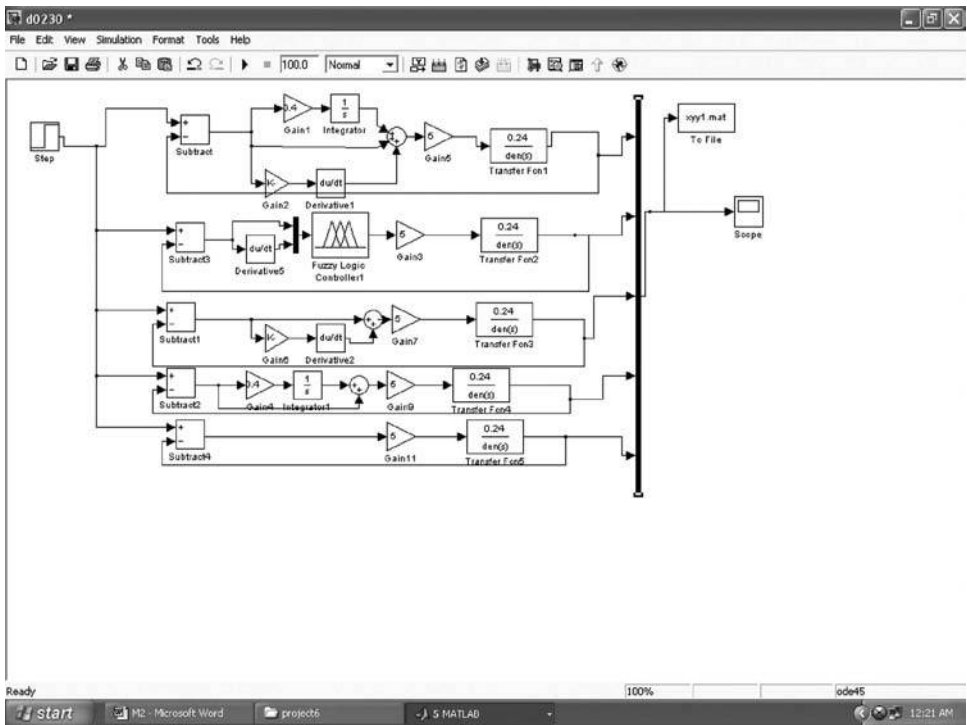 d0230 *
File Edit View Simulation Format Tools Help
100.0 Normal
Step
Subtract
0.4
Gain1
1
s
Integrator
K-
Gain2
du/dt
Derivative1
5
Gain5
0.24
den(s)
Transfer Fcn1
xyy1.mat
To File
Scope
Subtract3
du/dt
Derivative5
Fuzzy Logic
Controller1
5
Gain3
0.24
den(s)
Transfer Fcn2
Subtract1
K-
Gain6
du/dt
Derivative2
5
Gain7
0.24
den(s)
Transfer Fcn3
Subtract2
0.4
Gain4
1
s
Integrator1
5
Gain9
0.24
den(s)
Transfer Fcn4
Subtract4
5
Gain11
0.24
den(s)
Transfer Fcn5
Ready 100% ode45
start M2 - Microsoft Word project6 5 MATLAB 12:21 AM